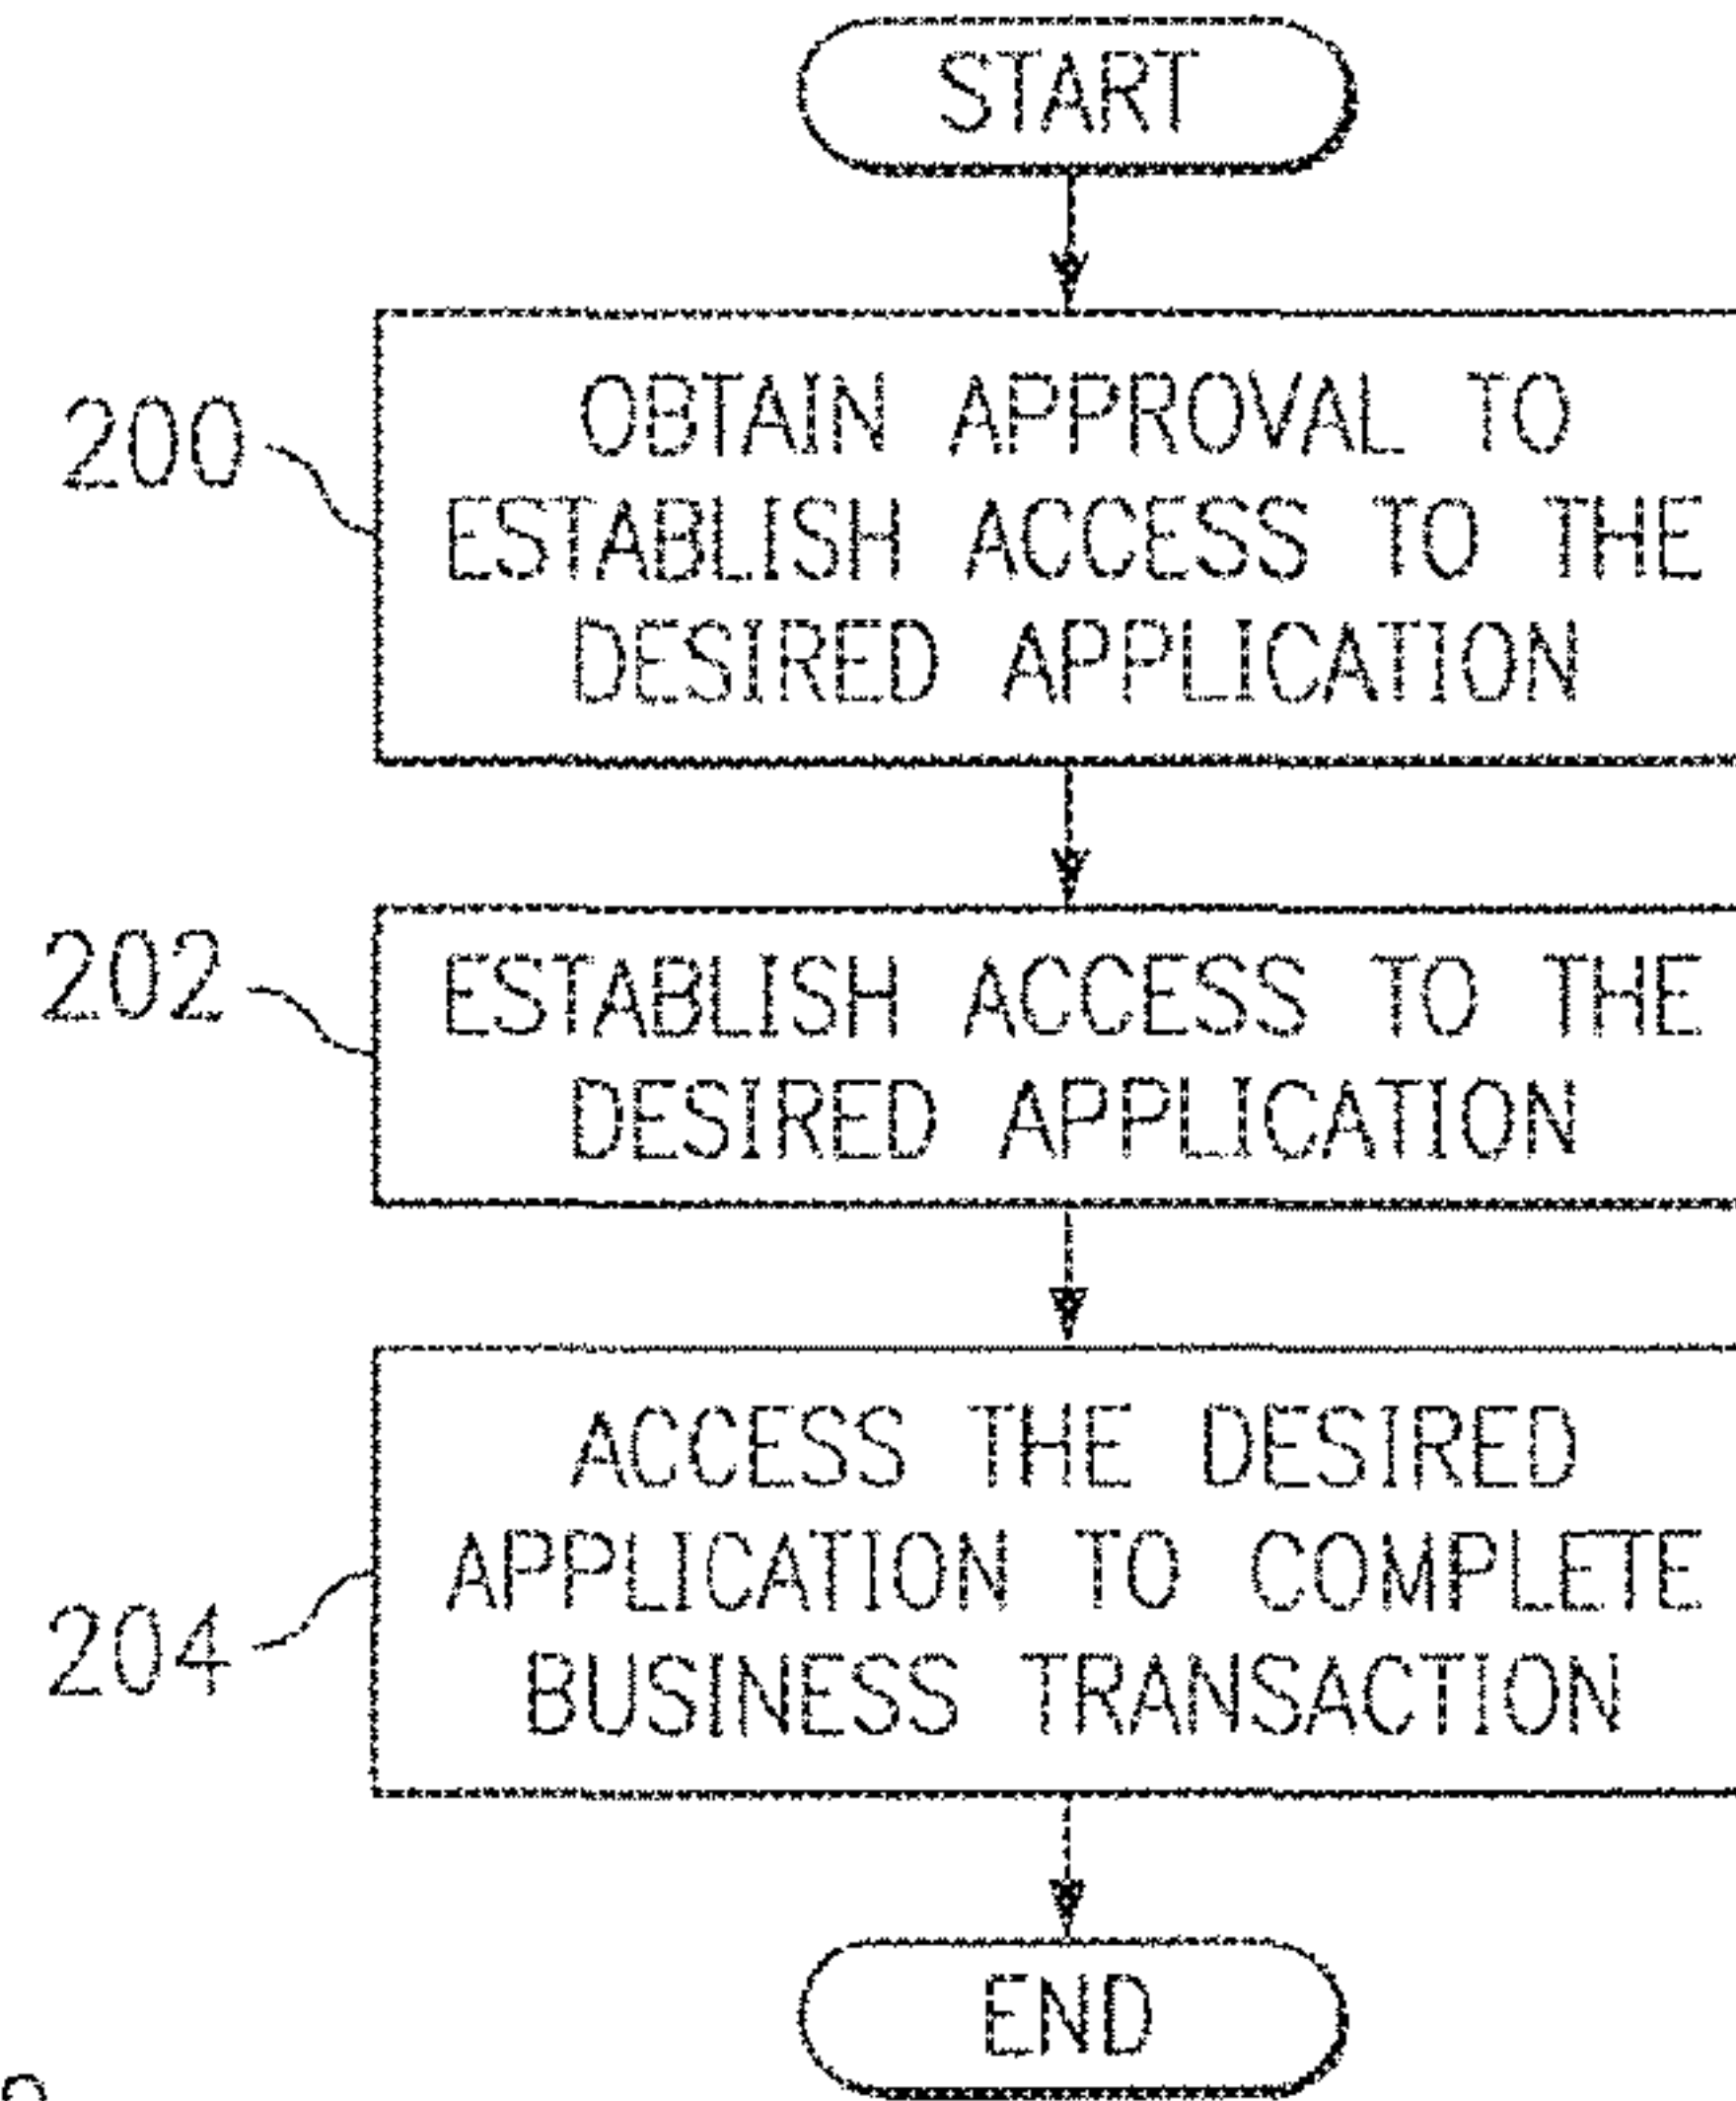 START
200
OBTAIN APPROVAL TO
ESTABLISH ACCESS TO THE
DESIRED APPLICATION
202
ESTABLISH ACCESS TO THE
DESIRED APPLICATION
ACCESS THE DESIRED
APPLICATION TO COMPLETE
204
BUSINESS TRANSACTION
END